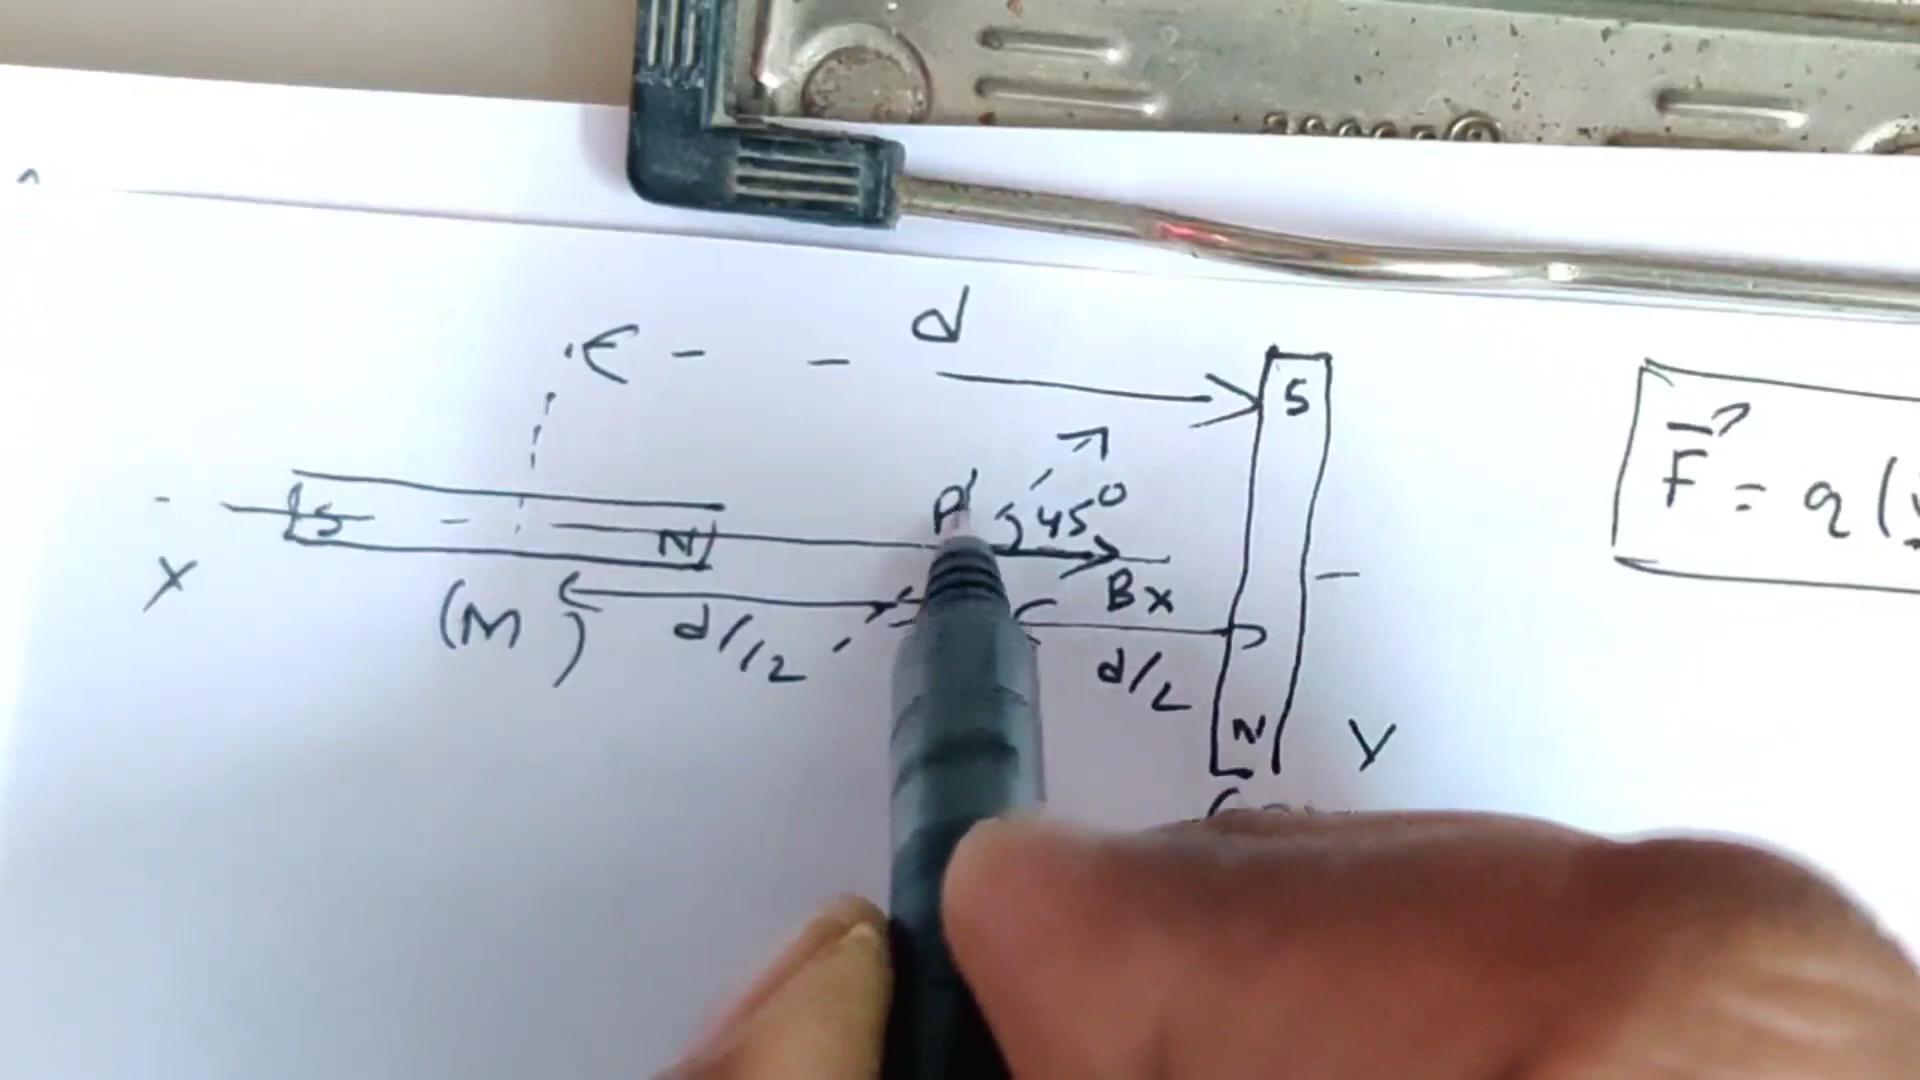 d
S
P 45°
S N
Bx
X (M) d/2 d/2
N Y
F = q (